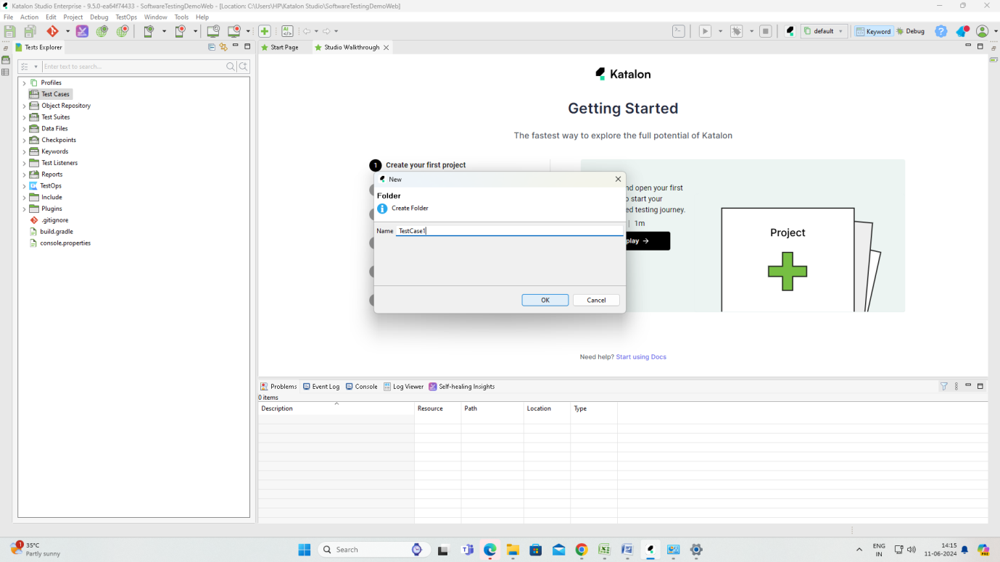 Katalon Studio Enterprise - 9.5.0-ea64f74433 - SoftwareTestingDemoWeb - [Location: C:\Users\HP\Katalon Studio\SoftwareTestingDemoWeb]
File Action Edit Project Debug TestOps Window Tools Help
default Keyword Debug
Tests Explorer
Start Page Studio Walkthrough
Enter text to search...
Profiles
Test Cases
Object Repository
Test Suites
Data Files
Checkpoints
Keywords
Test Listeners
Reports
TestOps
Include
Plugins
.gitignore
build.gradle
console.properties
Katalon
Getting Started
The fastest way to explore the full potential of Katalon
1 Create your first project
nd open your first
o start your
ed testing journey.
| 1m
play →
Project
New
Folder
Create Folder
Name TestCase1
OK Cancel
Need help? Start using Docs
Problems Event Log Console Log Viewer Self-healing Insights
0 items
Description Resource Path Location Type
1 35°C
Partly sunny
Search
ENG
IN
14:15
11-06-2024
PRE